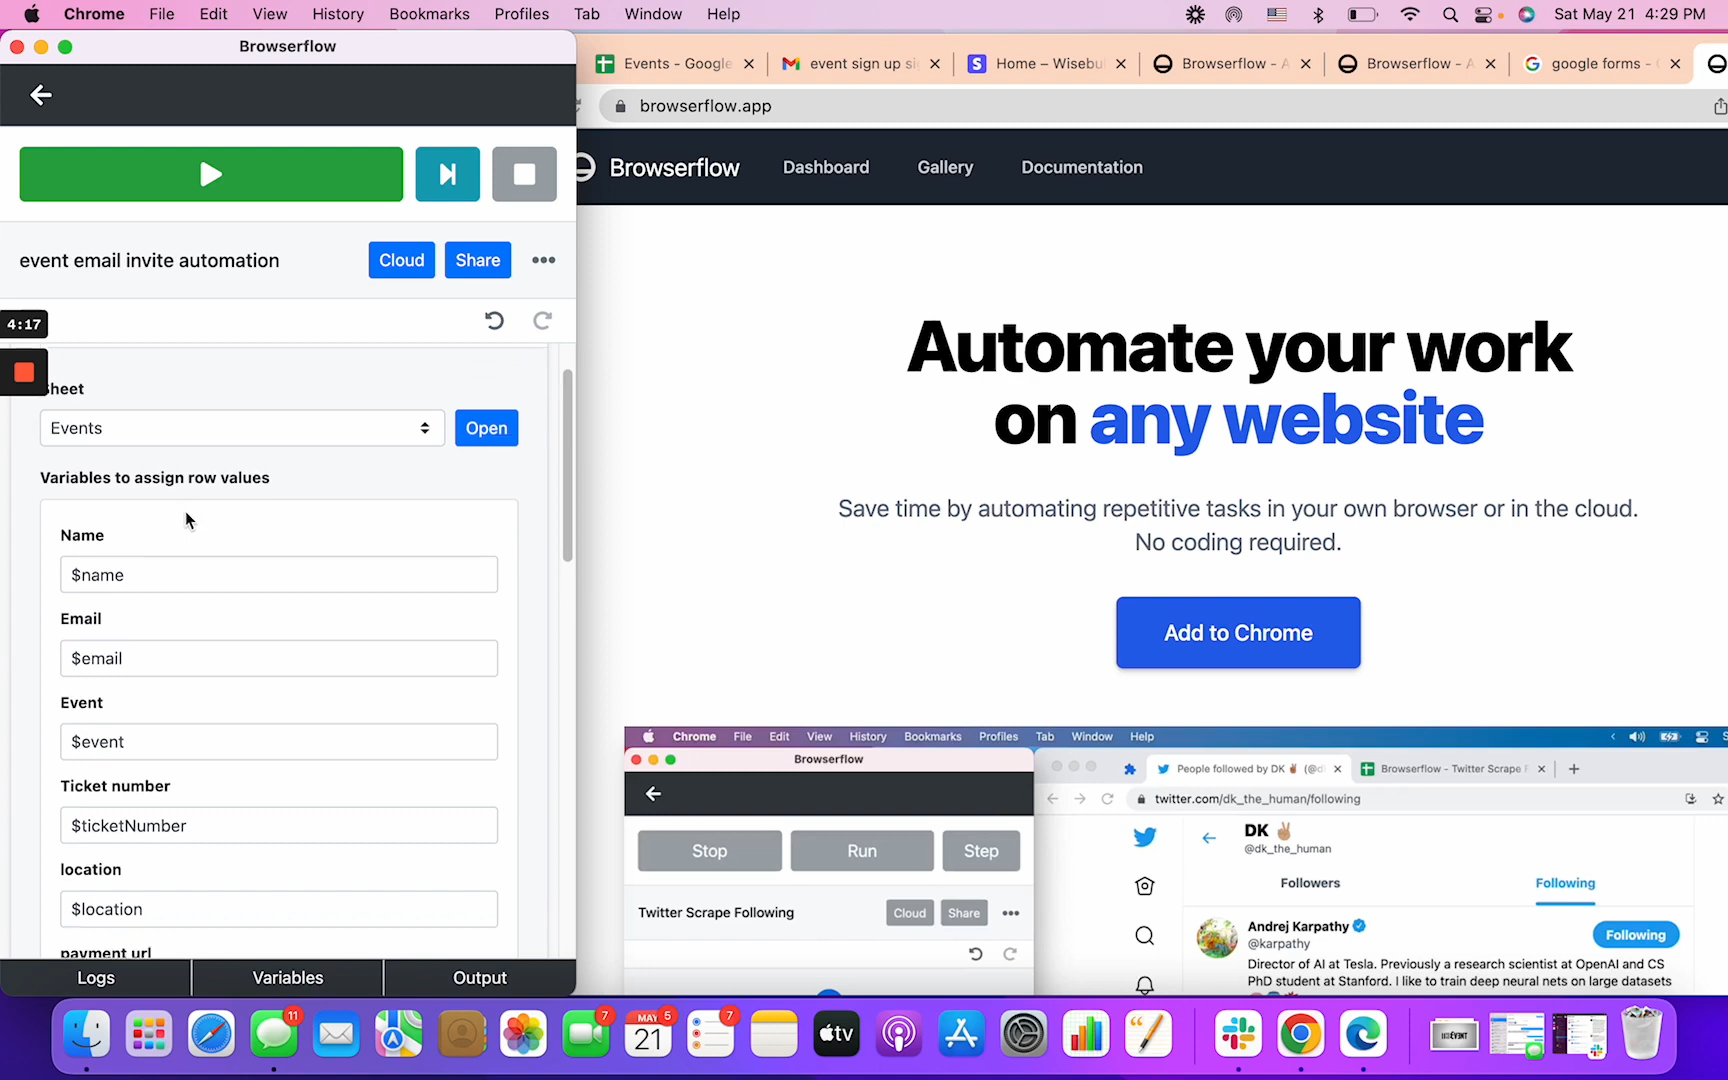 Chrome File Edit View History Bookmarks Profiles Tab Window Help
Sat May 21 4:29 PM
Browserflow
Events - Google
event sign up si
Home – Wisebu
Browserflow - A
Browserflow - A
google forms -
browserflow.app
Browserflow
Dashboard
Gallery
Documentation
event email invite automation
Cloud
Share
4:17
heet
Events
Open
Variables to assign row values
Name
$name
Email
$email
Event
$event
Ticket number
$ticketNumber
location
$location
payment url
Logs
Variables
Output
Automate your work
on any website
Save time by automating repetitive tasks in your own browser or in the cloud.
No coding required.
Add to Chrome
Chrome File Edit View History Bookmarks Profiles Tab Window Help
Browserflow
Stop
Run
Step
Twitter Scrape Following
Cloud
Share
People followed by DK
Browserflow - Twitter Scrape F
twitter.com/dk_the_human/following
DK
@dk_the_human
Followers
Following
Andrej Karpathy
@karpathy
Following
Director of AI at Tesla. Previously a research scientist at OpenAI and CS
PhD student at Stanford. I like to train deep neural nets on large datasets
11
7
MAY
5
21
7
tv